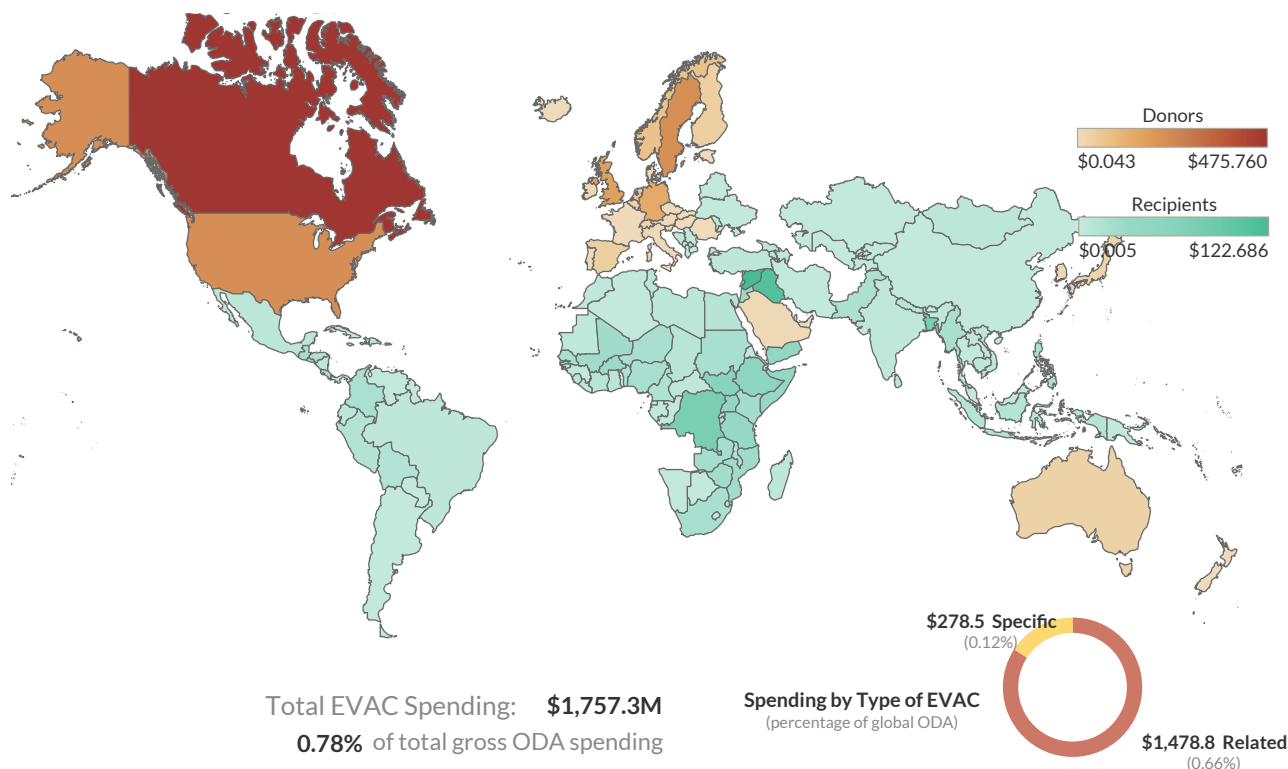 Donors
$0.043 $475.760
Recipients
$0.005 $122.686
$278.5 Specific
(0.12%)
Total EVAC Spending: $1,757.3M
0.78% of total gross ODA spending
Spending by Type of EVAC
(percentage of global ODA)
$1,478.8 Related
(0.66%)